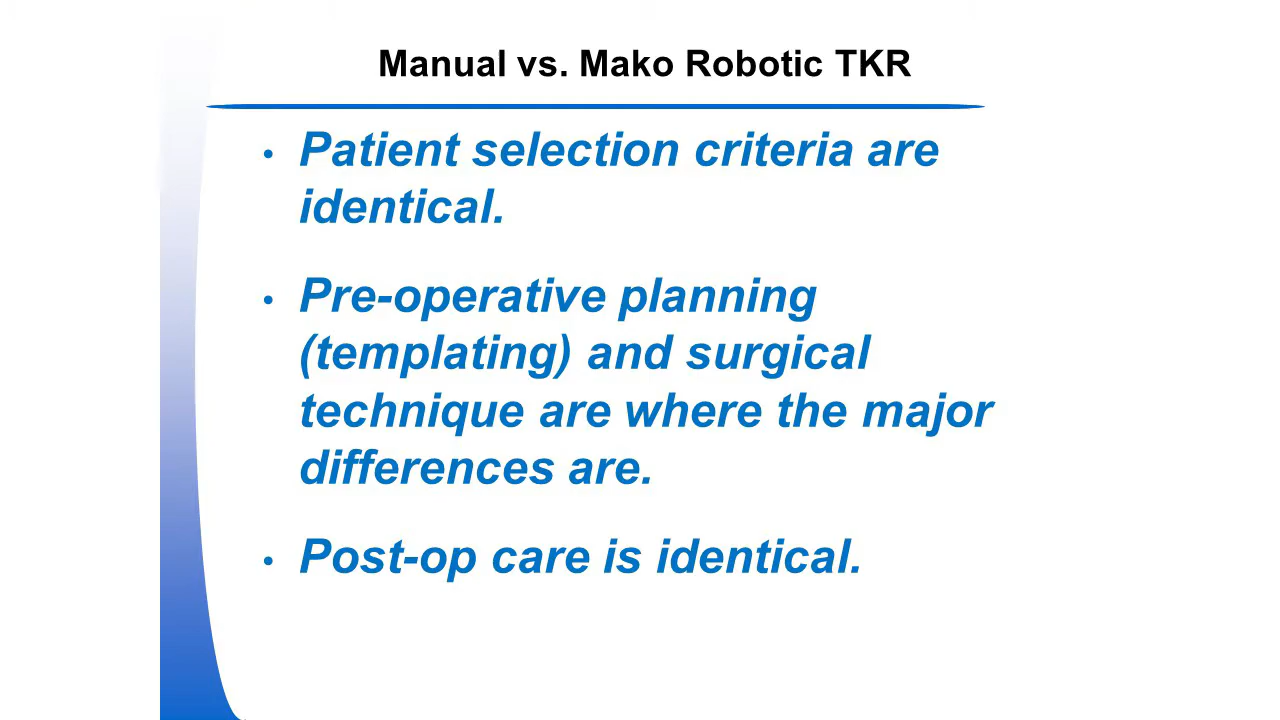 Manual vs. Mako Robotic TKR
• Patient selection criteria are
identical.
• Pre-operative planning
(templating) and surgical
technique are where the major
differences are.
• Post-op care is identical.